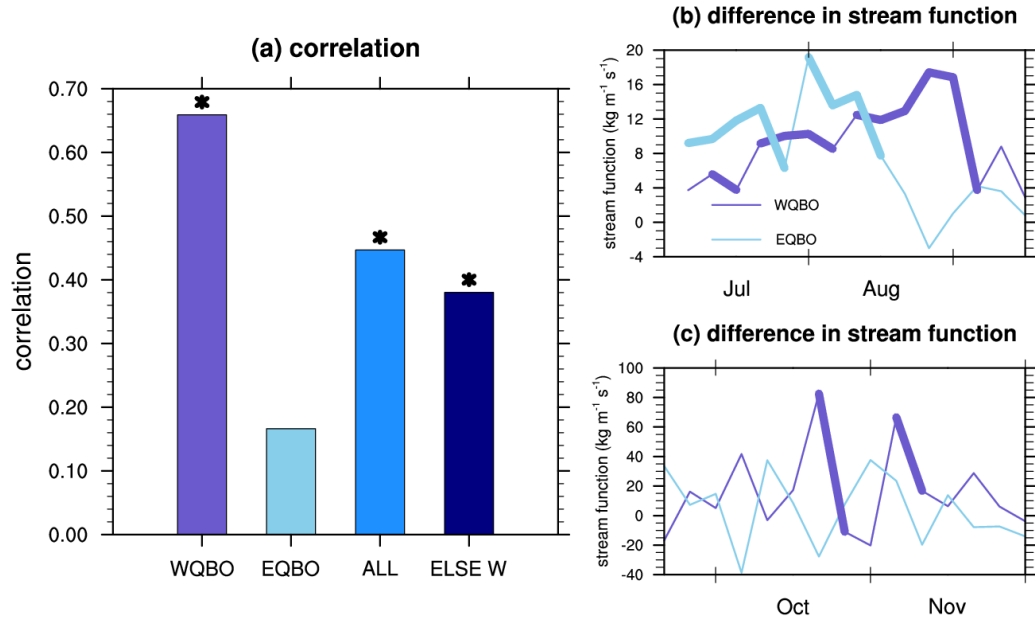 (a) correlation
correlation
0.70
0.60
0.50
0.40
0.30
0.20
0.10
0.00
*
*
*
WQBO EQBO ALL ELSE W
(b) difference in stream function
stream function (kg m⁻¹ s⁻¹)
20
16
12
8
4
0
-4
WQBO
EQBO
Jul Aug
(c) difference in stream function
stream function (kg m⁻¹ s⁻¹)
100
80
60
40
20
0
-20
-40
Oct Nov